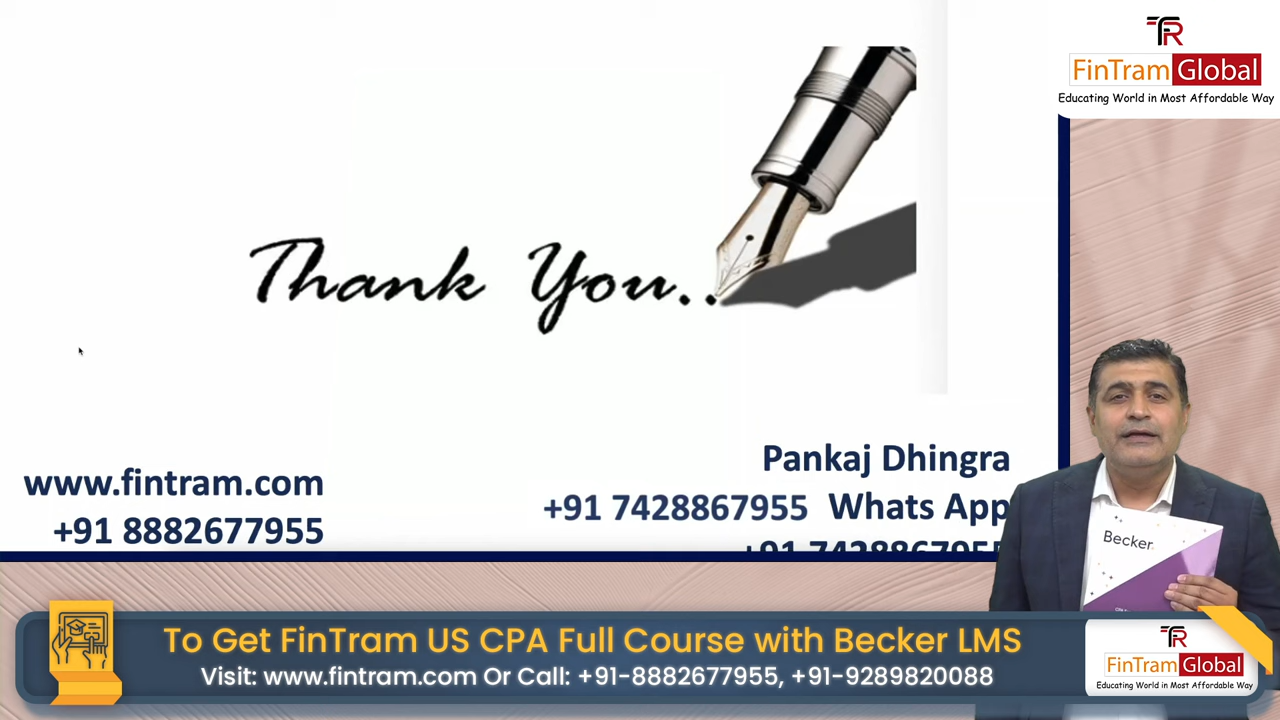 TR
FinTram Global
Educating World in Most Affordable Way
Thank You..
www.fintram.com
+91 8882677955
Pankaj Dhingra
+91 7428867955 Whats App
Becker
To Get FinTram US CPA Full Course with Becker LMS
Visit: www.fintram.com Or Call: +91-8882677955, +91-9289820088
TR
FinTram Global
Educating World in Most Affordable Way